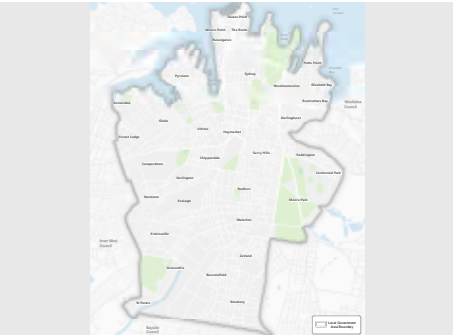 Dawes Point
Millers Point
The Rocks
Barangaroo
Potts Point
Pyrmont
Sydney
Woolloomooloo
Elizabeth Bay
Rushcutters Bay
Woollahra
Council
Annandale
Glebe
Ultimo
Haymarket
Darlinghurst
Forest Lodge
Surry Hills
Paddington
Chippendale
Camperdown
Centennial Park
Darlington
Redfern
Newtown
Eveleigh
Moore Park
Waterloo
Erskineville
Inner West
Council
Zetland
Alexandria
Beaconsfield
St Peters
Rosebery
Bayside
Council
Local Government
Area Boundary